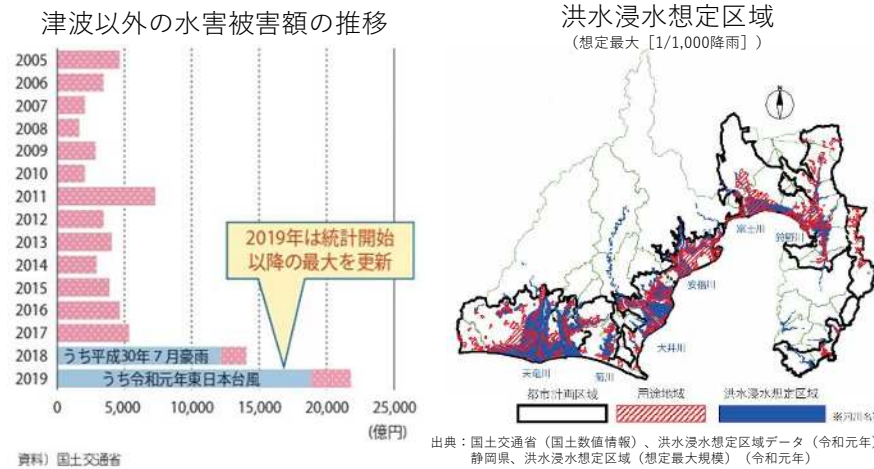 津波以外の水害被害額の推移
2005
2006
2007
2008
2009
2010
2011
2012
2013
2014
2015
2016
2017
2018
2019
うち平成30年7月豪雨
うち令和元年東日本台風
2019年は統計開始
以降の最大を更新
0 5,000 10,000 15,000 20,000 25,000
(億円)
資料）国土交通省
洪水浸水想定区域
（想定最大［1/1,000降雨］）
N
富士川
狩野川
安倍川
大井川
菊川
天竜川
都市計画区域 用途地域 洪水浸水想定区域
※河川名
出典：国土交通省（国土数値情報）、洪水浸水想定区域データ（令和元年）
静岡県、洪水浸水想定区域（想定最大規模）（令和元年）